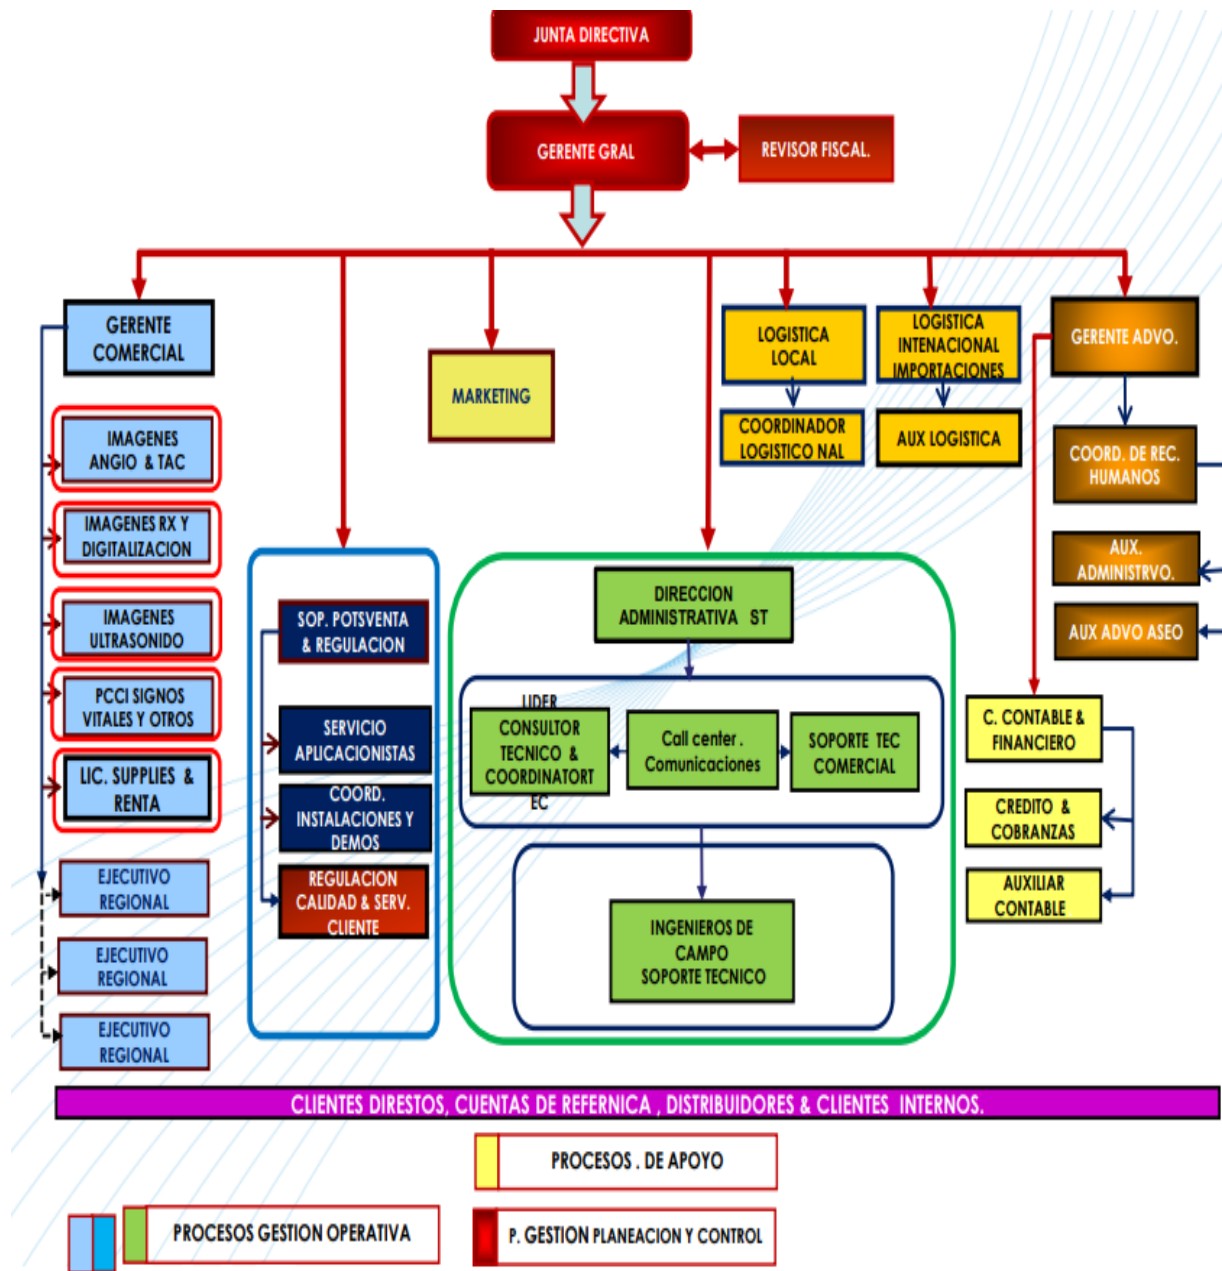 JUNTA DIRECTIVA
GERENTE GRAL
REVISOR FISCAL.
GERENTE
COMERCIAL
MARKETING
LOGISTICA
LOCAL
LOGISTICA
INTENACIONAL
IMPORTACIONES
GERENTE ADVO.
COORDINADOR
LOGISTICO NAL
AUX LOGISTICA
COORD. DE REC.
HUMANOS
AUX.
ADMINISTRVO.
AUX ADVO ASEO
IMAGENES
ANGIO & TAC
IMAGENES RX Y
DIGITALIZACION
IMAGENES
ULTRASONIDO
PCCI SIGNOS
VITALES Y OTROS
LIC. SUPPLIES &
RENTA
EJECUTIVO
REGIONAL
EJECUTIVO
REGIONAL
EJECUTIVO
REGIONAL
SOP. POTSVENTA
& REGULACION
SERVICIO
APLICACIONISTAS
COORD.
INSTALACIONES Y
DEMOS
REGULACION
CALIDAD & SERV.
CLIENTE
DIRECCION
ADMINISTRATIVA ST
LIDER
CONSULTOR
TECNICO &
COORDINATORT
EC
Call center .
Comunicaciones
SOPORTE TEC
COMERCIAL
INGENIEROS DE
CAMPO
SOPORTE TECNICO
C. CONTABLE &
FINANCIERO
CREDITO &
COBRANZAS
AUXILIAR
CONTABLE
CLIENTES DIRESTOS, CUENTAS DE REFERNICA , DISTRIBUIDORES & CLIENTES INTERNOS.
PROCESOS . DE APOYO
PROCESOS GESTION OPERATIVA
P. GESTION PLANEACION Y CONTROL